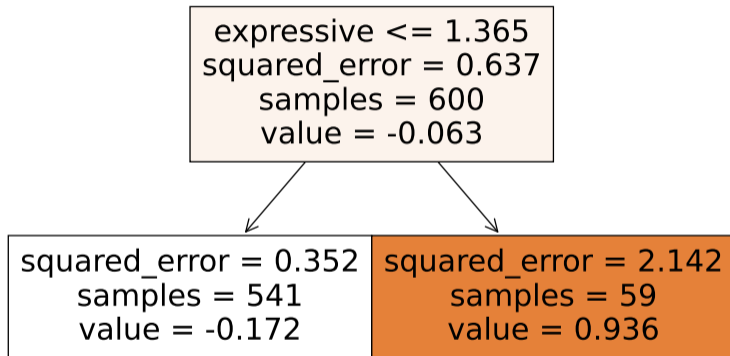 expressive <= 1.365
squared_error = 0.637
samples = 600
value = -0.063
squared_error = 0.352
samples = 541
value = -0.172
squared_error = 2.142
samples = 59
value = 0.936